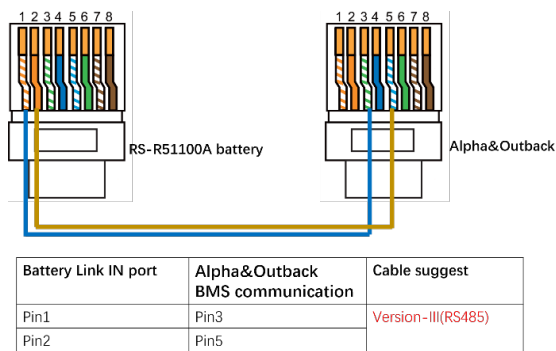 1 2 3 4 5 6 7 8
1 2 3 4 5 6 7 8
RS-R51100A battery
Alpha&Outback
Battery Link IN port
Alpha&Outback
BMS communication
Cable suggest
Pin1
Pin3
Version-III(RS485)
Pin2
Pin5